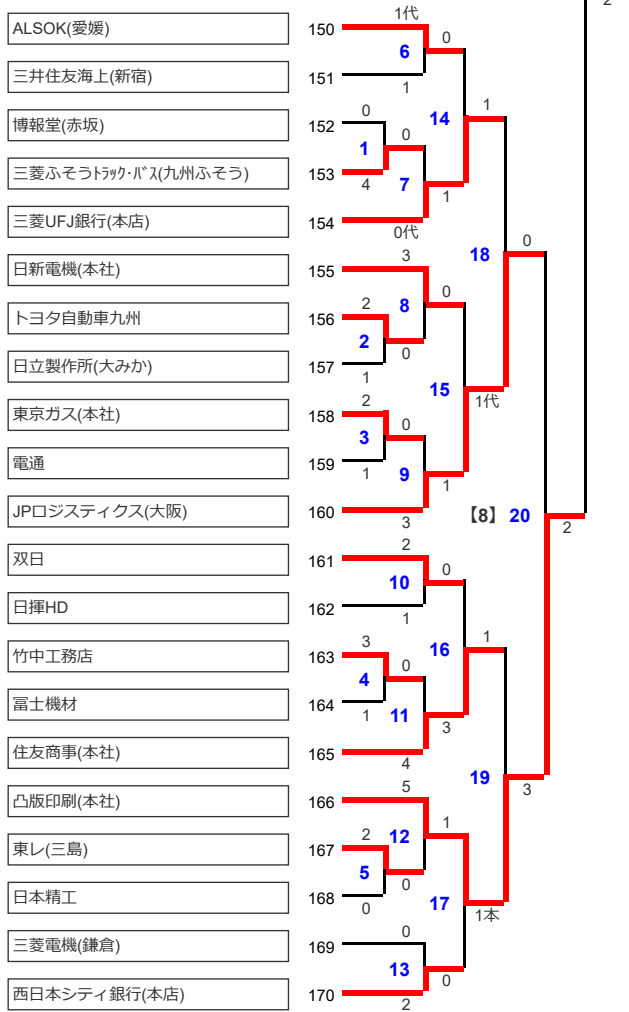 2
1代
ALSOK(愛媛) 150 0
6
三井住友海上(新宿) 151
1
0 1
博報堂(赤坂) 152 0 14
1
三菱ふそうﾄﾗｯｸ･ﾊﾞｽ(九州ふそう) 153 7
4 1
三菱UFJ銀行(本店) 154
0代
3 18 0
日新電機(本社) 155 0
2 8
トヨタ自動車九州 156
2
0
日立製作所(大みか) 157
1 15
2 1代
東京ガス(本社) 158 0
3
電通 159 9
1 1
JPロジスティクス(大阪) 160 【8】 20
3 2
2
双日 161 0
10
日揮HD 162
1
3 16 1
竹中工務店 163 0
4
冨士機材 164 11
1 3
住友商事(本社) 165
4 19
5 3
凸版印刷(本社) 166 1
2 12
東レ(三島) 167
5
0
日本精工 168 17
0 1本
0
三菱電機(鎌倉) 169
13
0
西日本シティ銀行(本店) 170
2